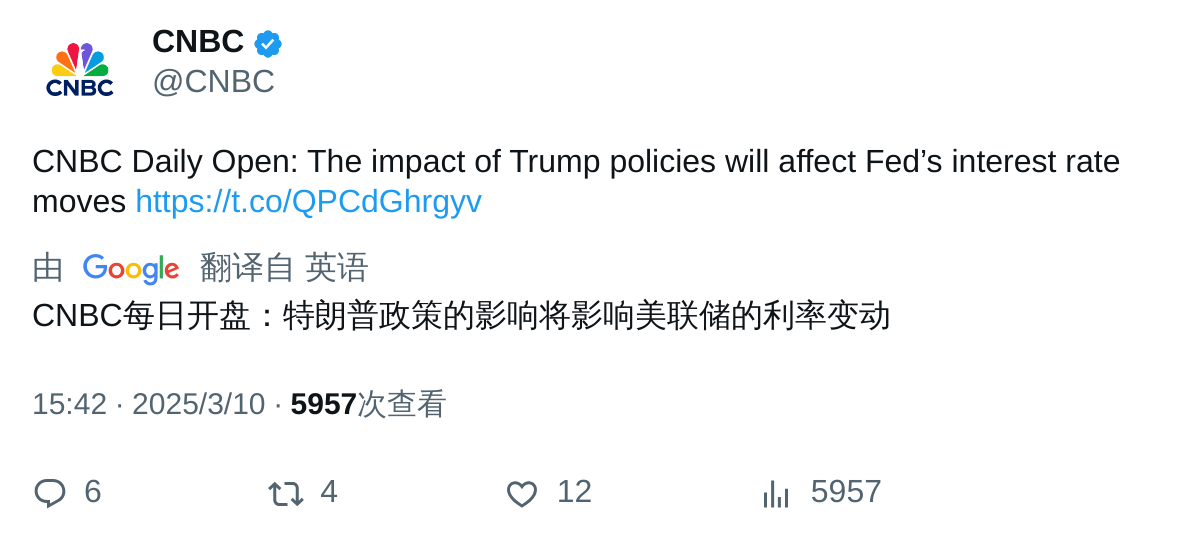 CNBC
@CNBC
CNBC
CNBC Daily Open: The impact of Trump policies will affect Fed’s interest rate
moves https://t.co/QPCdGhrgyv
由 Google 翻译自 英语
CNBC每日开盘：特朗普政策的影响将影响美联储的利率变动
15:42 · 2025/3/10 · 5957次查看
6 4 12 5957